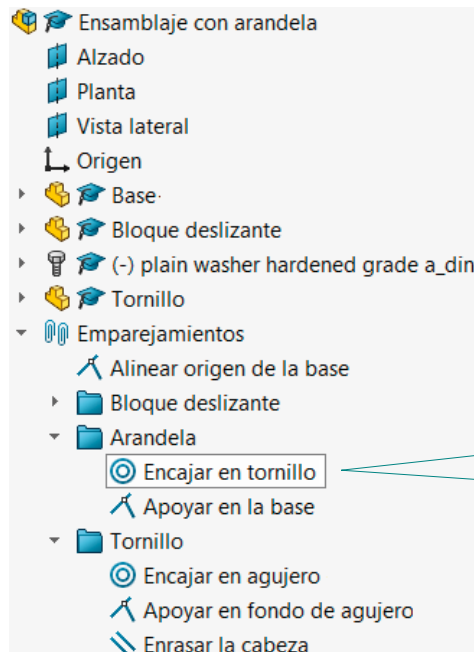 Ensamblaje con arandela
Alzado
Planta
Vista lateral
Origen
Base
Bloque deslizante
(-) plain washer hardened grade a_din
Tornillo
Emparejamientos
Alinear origen de la base
Bloque deslizante
Arandela
Encajar en tornillo
Apoyar en la base
Tornillo
Encajar en agujero
Apoyar en fondo de agujero
Enrasar la cabeza